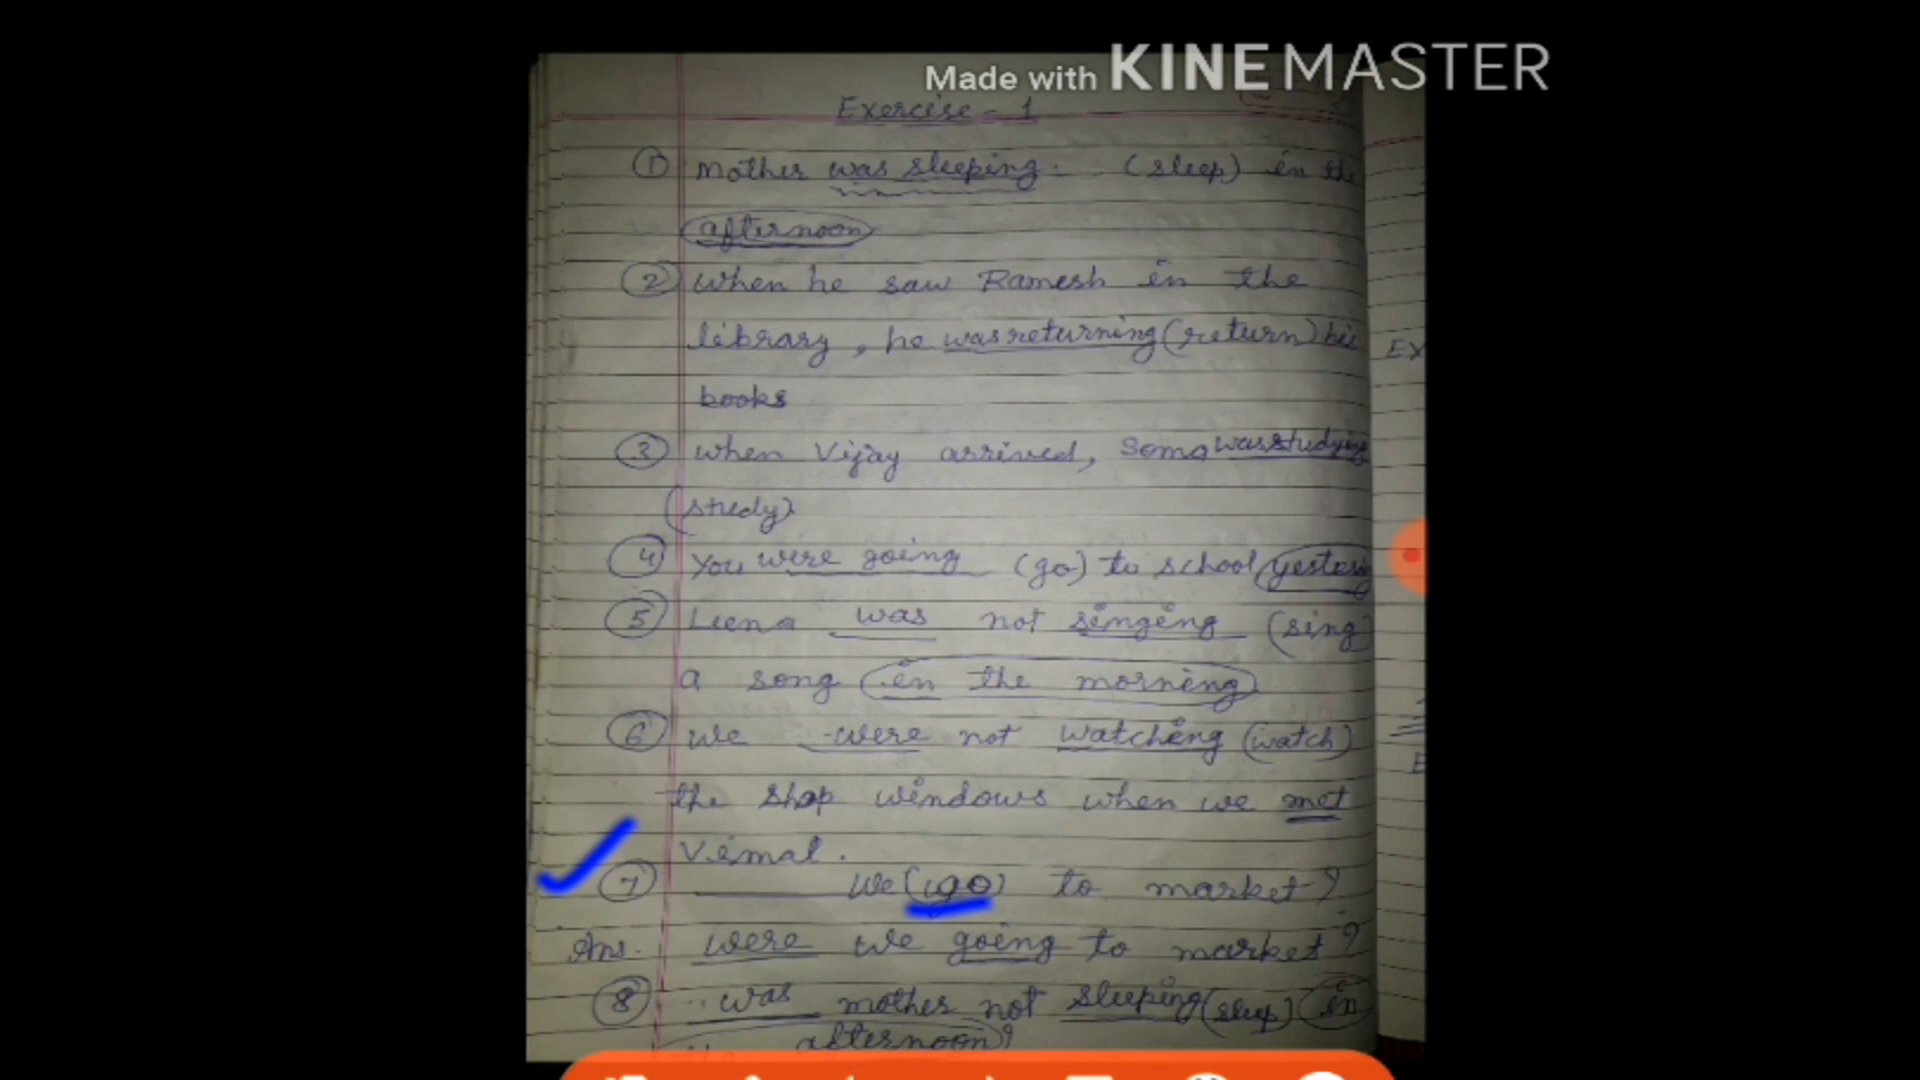 Made with KINEMASTER
Exercise - 1
① Mother was sleeping. (sleep) in the
afternoon
② When he saw Ramesh in the
library, he was returning (return) his
books
③ when Vijay arrived, Soma was studying
(study)
④ You were going (go) to school
⑤ Leena was not singing (sing)
a song in the morning
⑥ we were not watching (watch)
the shop windows when we met
Vimal.
⑦ ______ we (go) to market?
Ans. were we going to market?
⑧ was mother not sleeping (sleep) in
the afternoon?